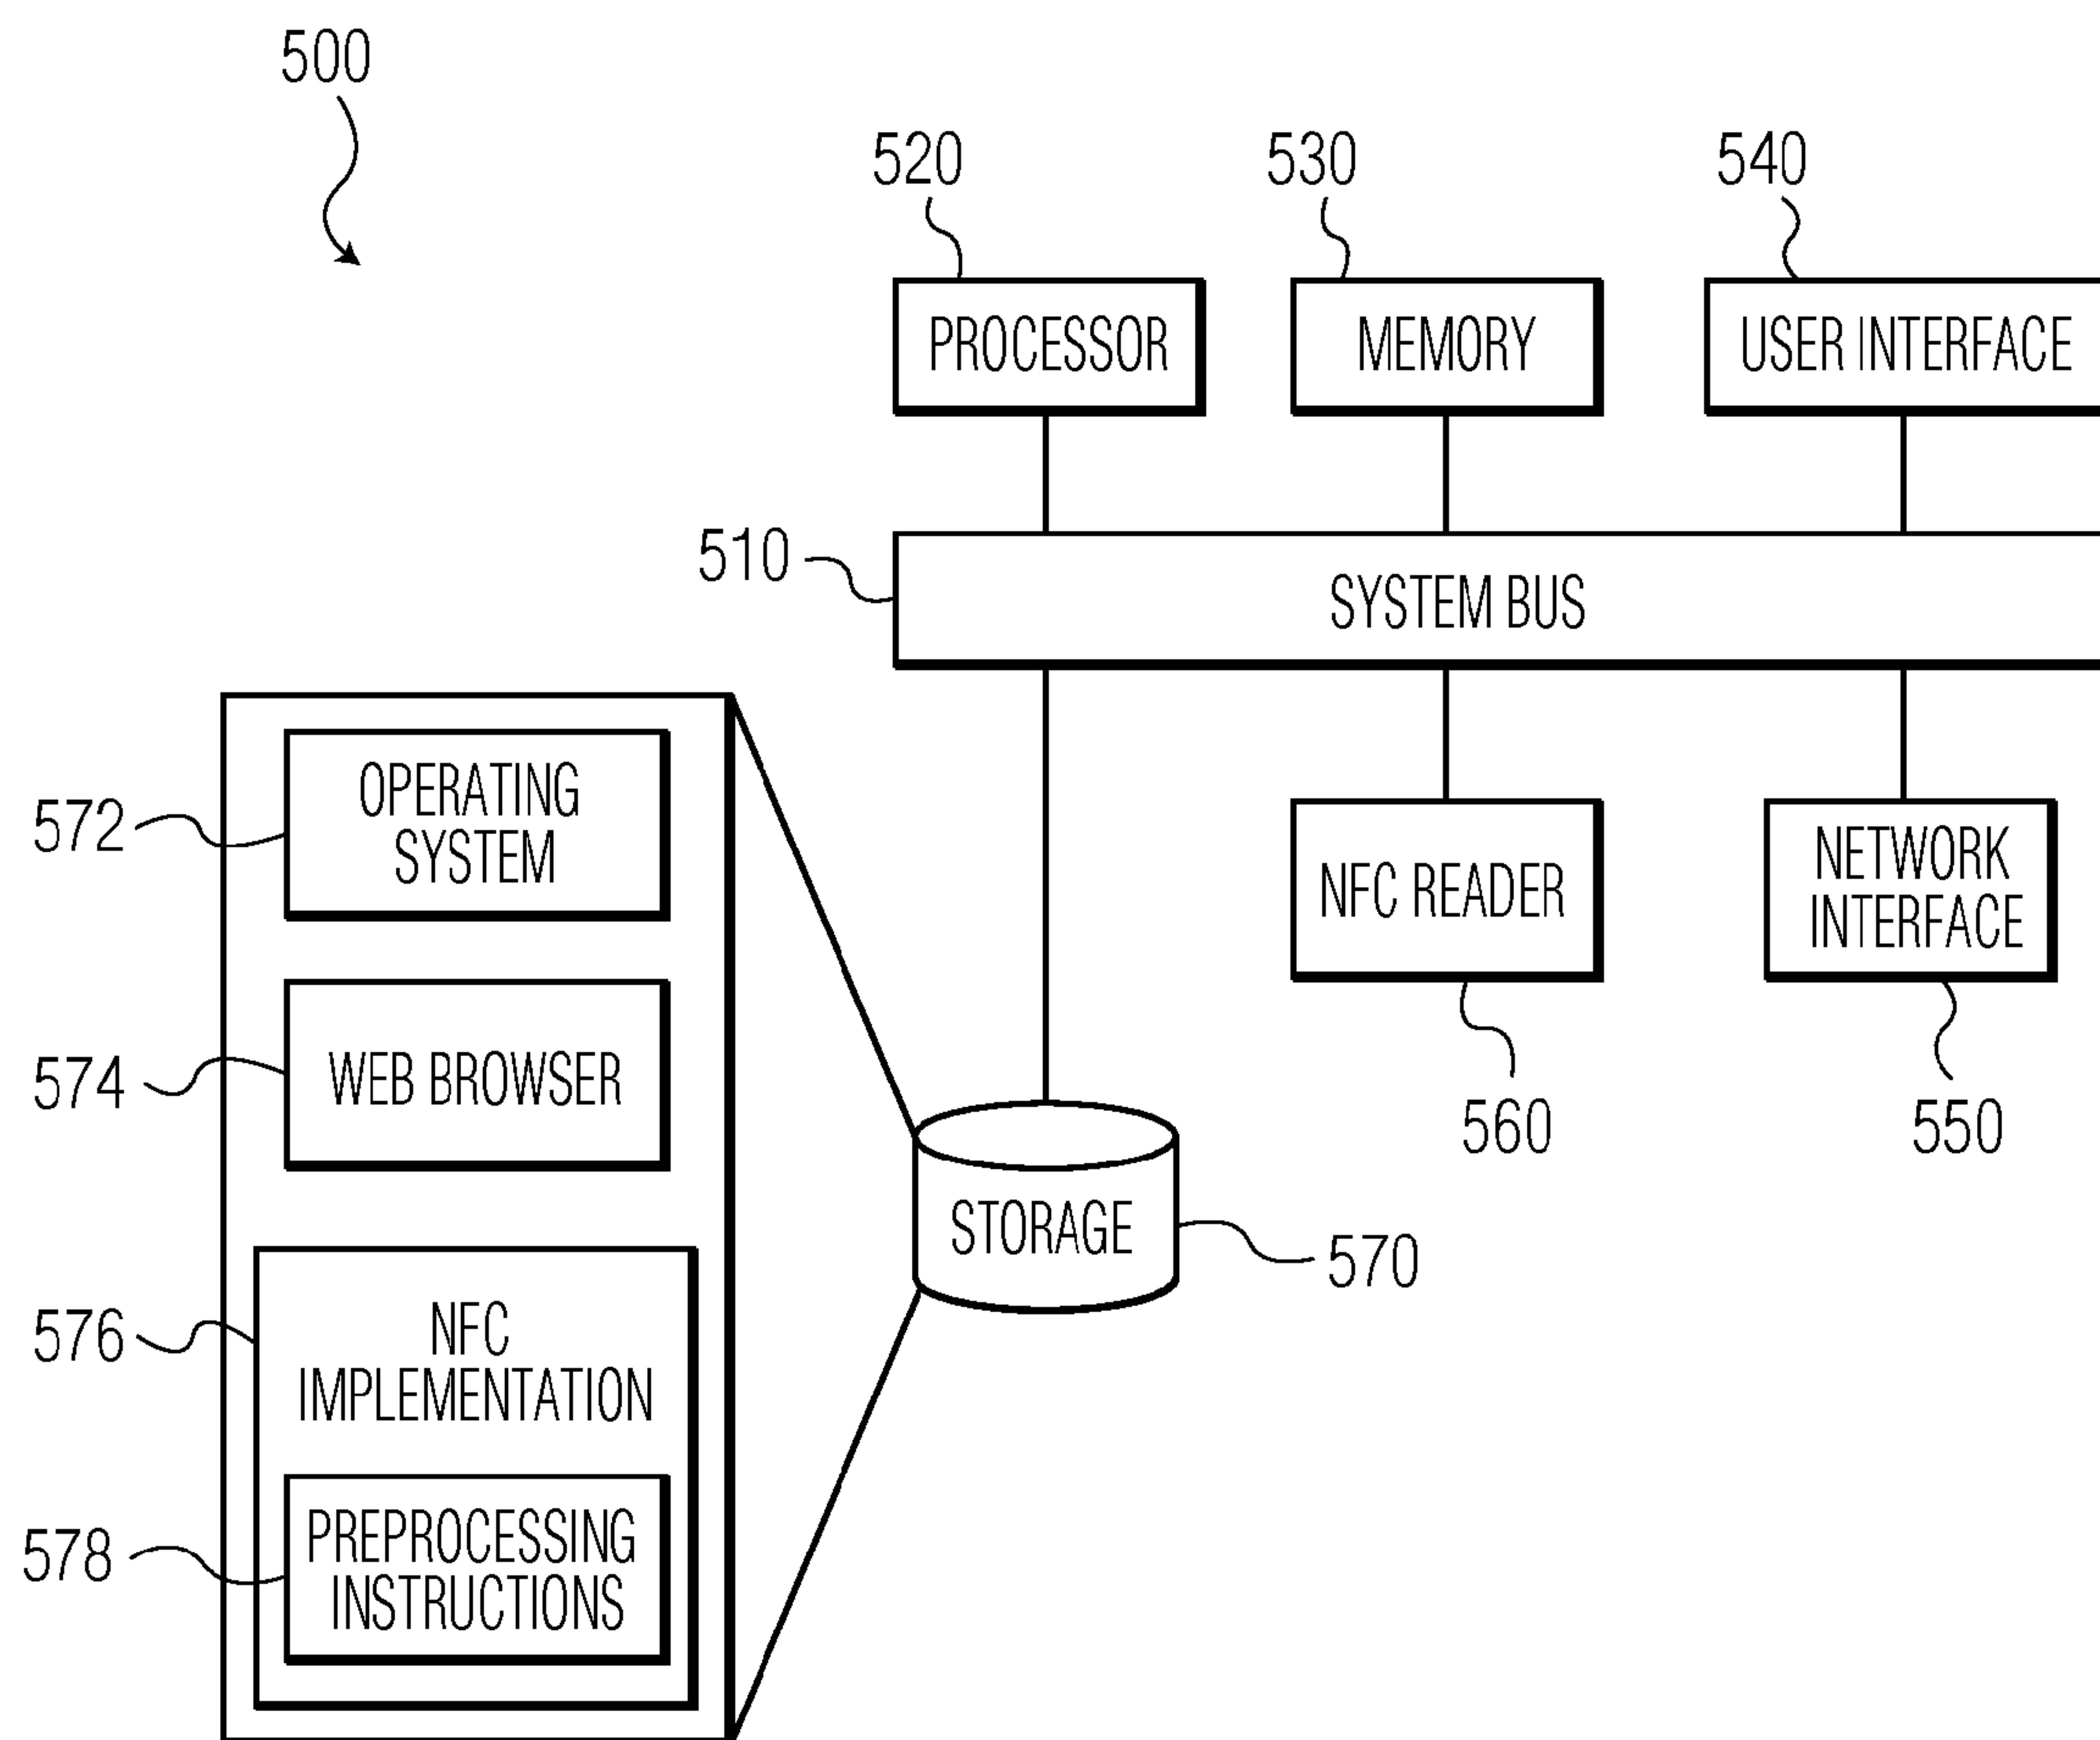 500
520
530
540
PROCESSOR
MEMORY
USER INTERFACE
510
SYSTEM BUS
572
OPERATING
SYSTEM
NFC READER
NETWORK
INTERFACE
574
WEB BROWSER
560
550
STORAGE
570
576
NFC
IMPLEMENTATION
578
PREPROCESSING
INSTRUCTIONS